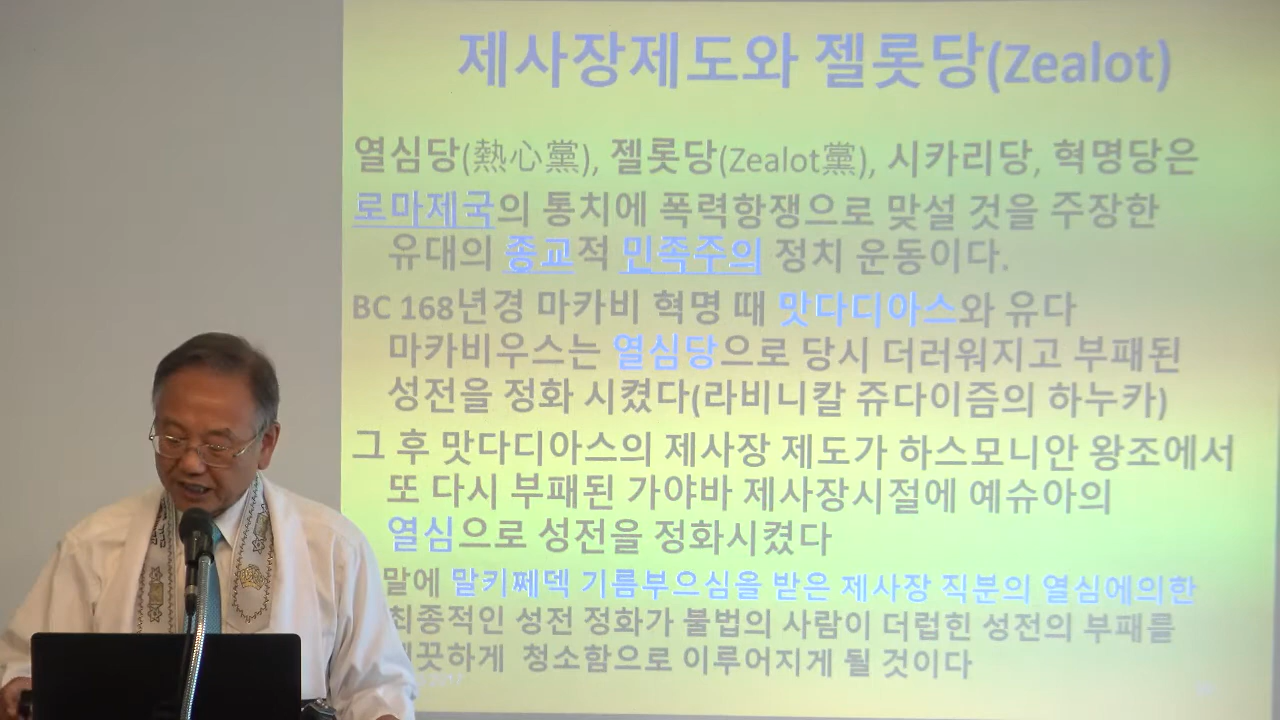 제사장제도와 젤롯당(Zealot)
열심당(熱心黨), 젤롯당(Zealot黨), 시카리당, 혁명당은
로마제국의 통치에 폭력항쟁으로 맞설 것을 주장한
유대의 종교적 민족주의 정치 운동이다.
BC 168년경 마카비 혁명 때 맛다디아스와 유다
마카비우스는 열심당으로 당시 더러워지고 부패된
성전을 정화 시켰다(라비니칼 쥬다이즘의 하누카)
그 후 맛다디아스의 제사장 제도가 하스모니안 왕조에서
또 다시 부패된 가야바 제사장시절에 예슈아의
열심으로 성전을 정화시켰다
말에 말키쩨덱 기름부으심을 받은 제사장 직분의 열심에의한
최종적인 성전 정화가 불법의 사람이 더럽힌 성전의 부패를
청소함으로 이루어지게 될 것이다